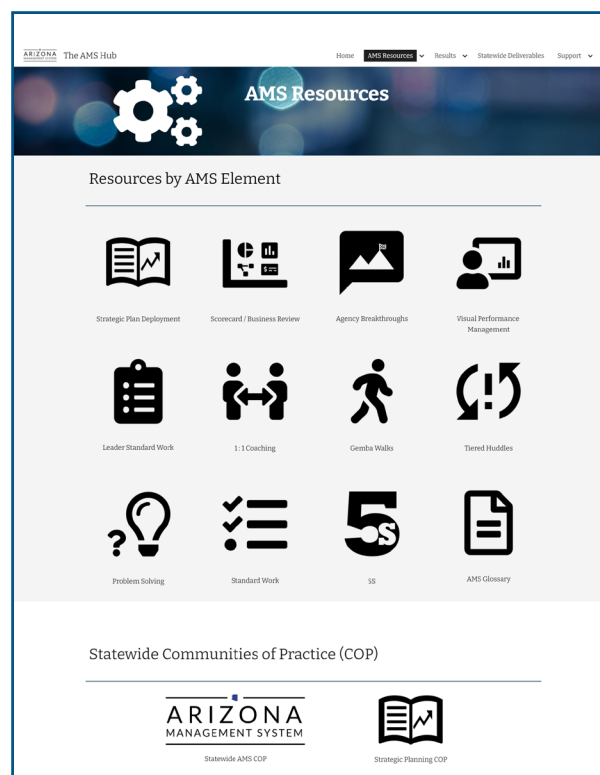 ARIZONA
MANAGEMENT SYSTEM
The AMS Hub
Home
AMS Resources
Results
Statewide Deliverables
Support
AMS Resources
Resources by AMS Element
Strategic Plan Deployment
Scorecard / Business Review
Agency Breakthroughs
Visual Performance
Management
Leader Standard Work
1 : 1 Coaching
Gemba Walks
Tiered Huddles
Problem Solving
Standard Work
5s
5S
AMS Glossary
Statewide Communities of Practice (COP)
ARIZONA
MANAGEMENT SYSTEM
Statewide AMS COP
Strategic Planning COP